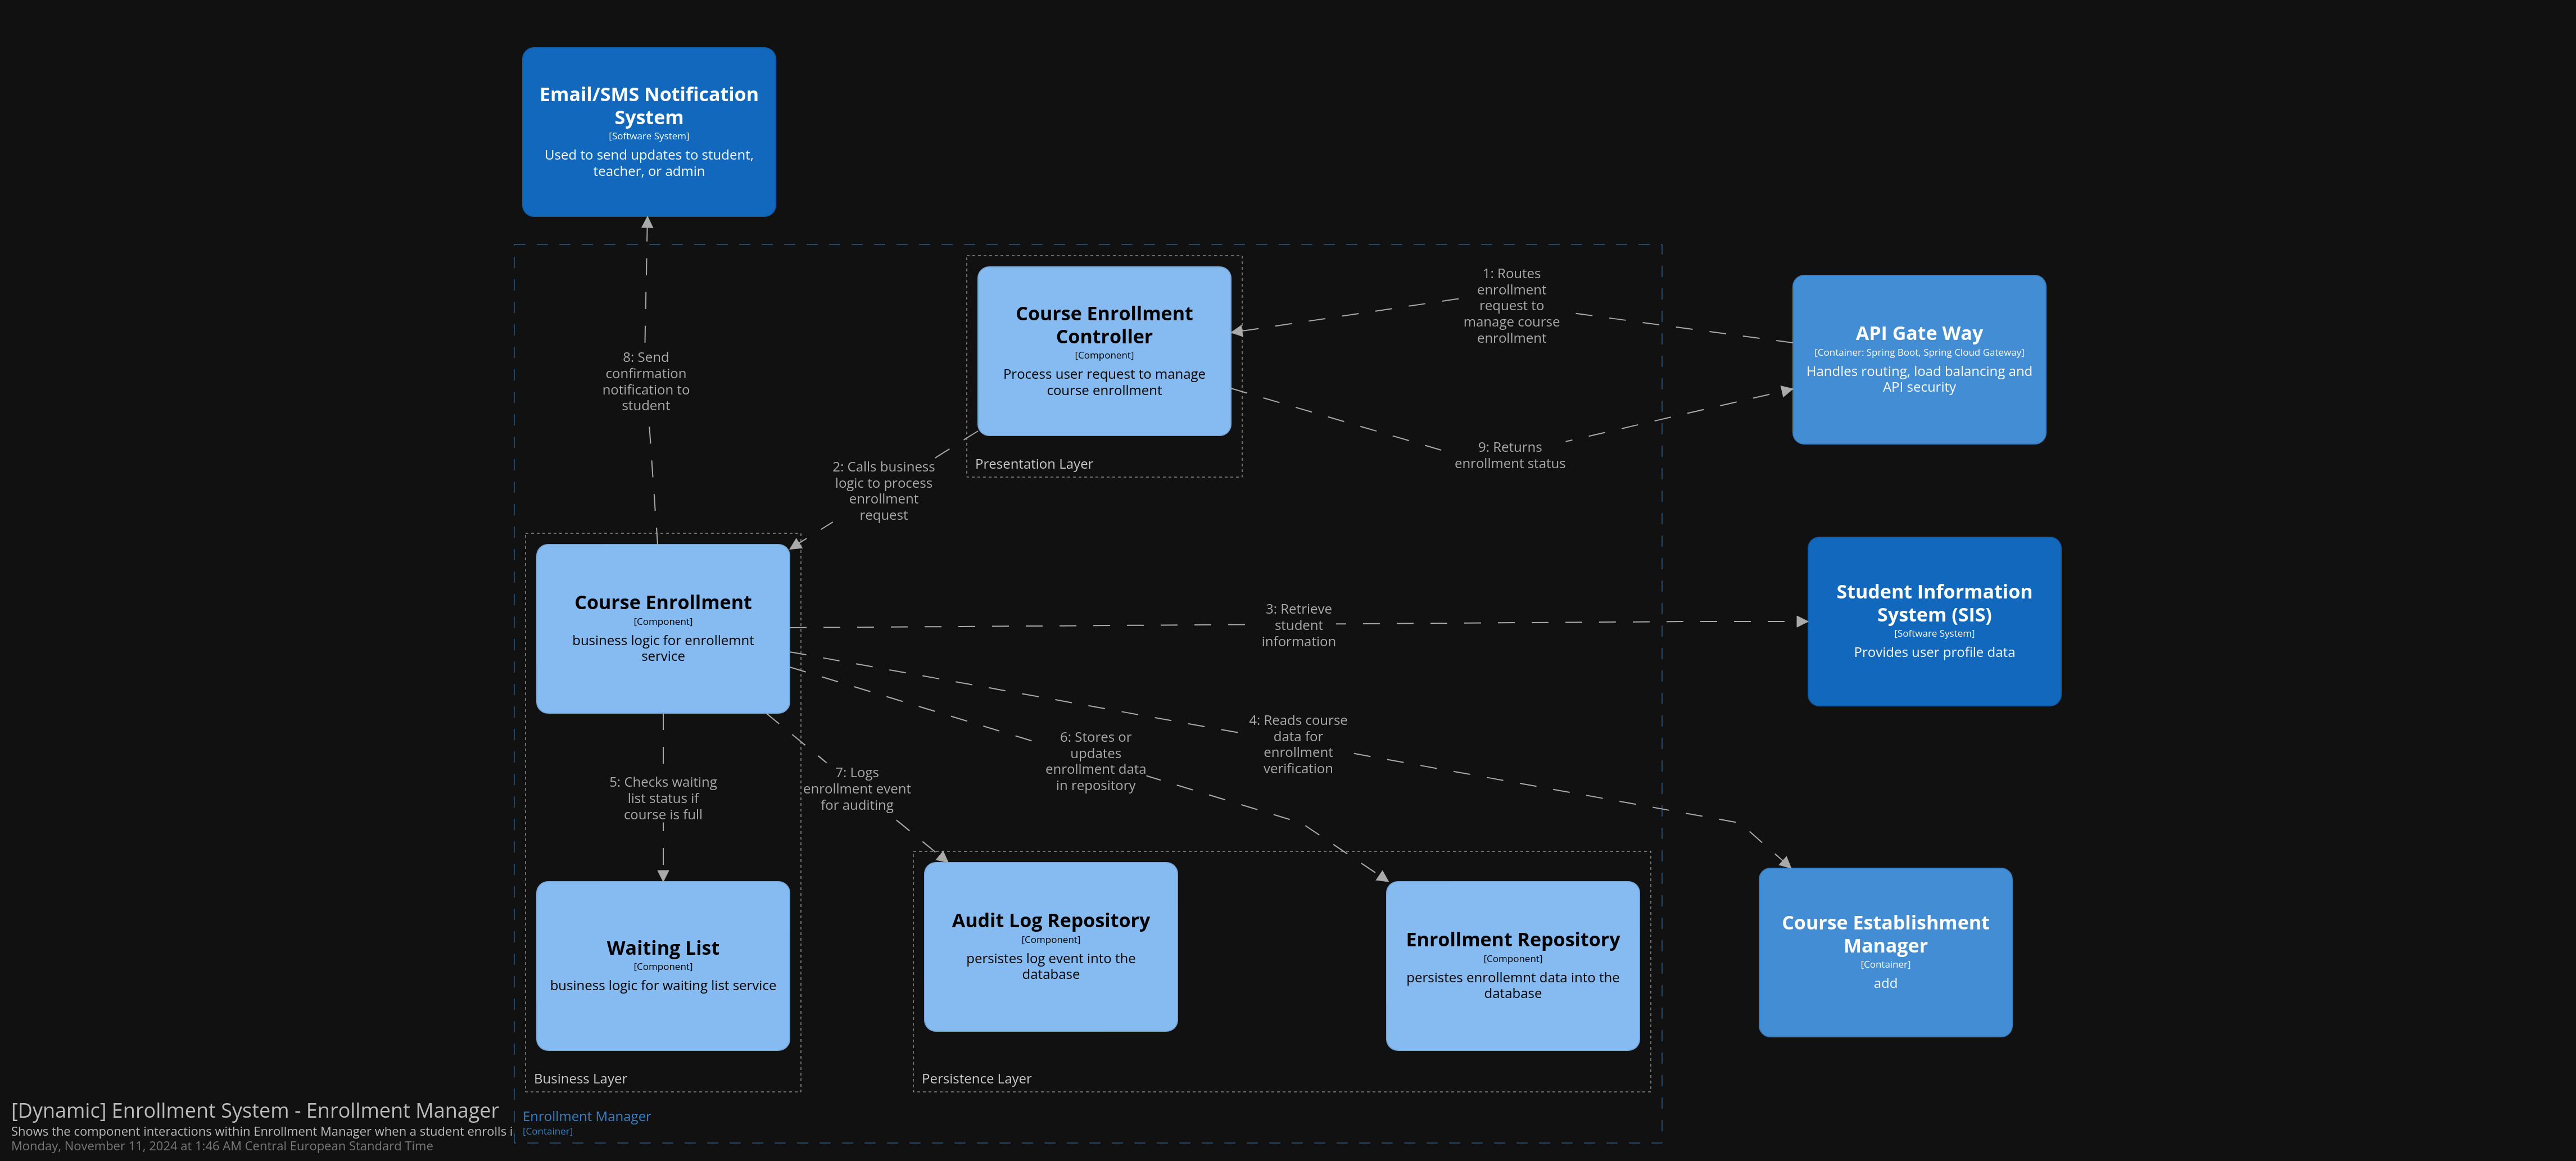 Email/SMS Notification
System
[Software System]
Used to send updates to student,
teacher, or admin
Course Enrollment
Controller
[Component]
Process user request to manage
course enrollment
Presentation Layer
1: Routes
enrollment
request to
manage course
enrollment
API Gate Way
[Container: Spring Boot, Spring Cloud Gateway]
Handles routing, load balancing and
API security
8: Send
confirmation
notification to
student
2: Calls business
logic to process
enrollment
request
9: Returns
enrollment status
Course Enrollment
[Component]
business logic for enrollemnt
service
3: Retrieve
student
information
Student Information
System (SIS)
[Software System]
Provides user profile data
5: Checks waiting
list status if
course is full
7: Logs
enrollment event
for auditing
6: Stores or
updates
enrollment data
in repository
4: Reads course
data for
enrollment
verification
Waiting List
[Component]
business logic for waiting list service
Business Layer
Audit Log Repository
[Component]
persistes log event into the
database
Enrollment Repository
[Component]
persistes enrollemnt data into the
database
Persistence Layer
Course Establishment
Manager
[Container]
add
Enrollment Manager
[Container]
[Dynamic] Enrollment System - Enrollment Manager
Shows the component interactions within Enrollment Manager when a student enrolls i
Monday, November 11, 2024 at 1:46 AM Central European Standard Time